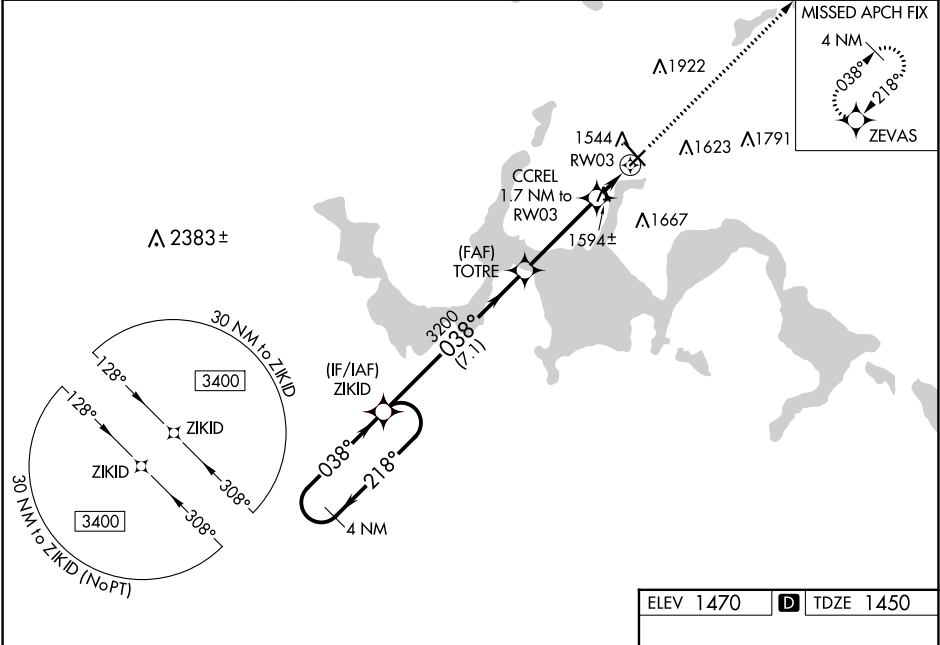 MISSED APCH FIX
4 NM
038°
218°
ZEVAS
1922
1544
RW03
1623
1791
CCREL
1.7 NM to
RW03
1667
1594±
2383±
(FAF)
TOTRE
3200
038°
(7.1)
(IF/IAF)
ZIKID
30 NM to ZIKID
128°
3400
ZIKID
308°
128°
ZIKID
308°
3400
30 NM to ZIKID (NoPT)
038°
218°
4 NM
ELEV 1470 D TDZE 1450